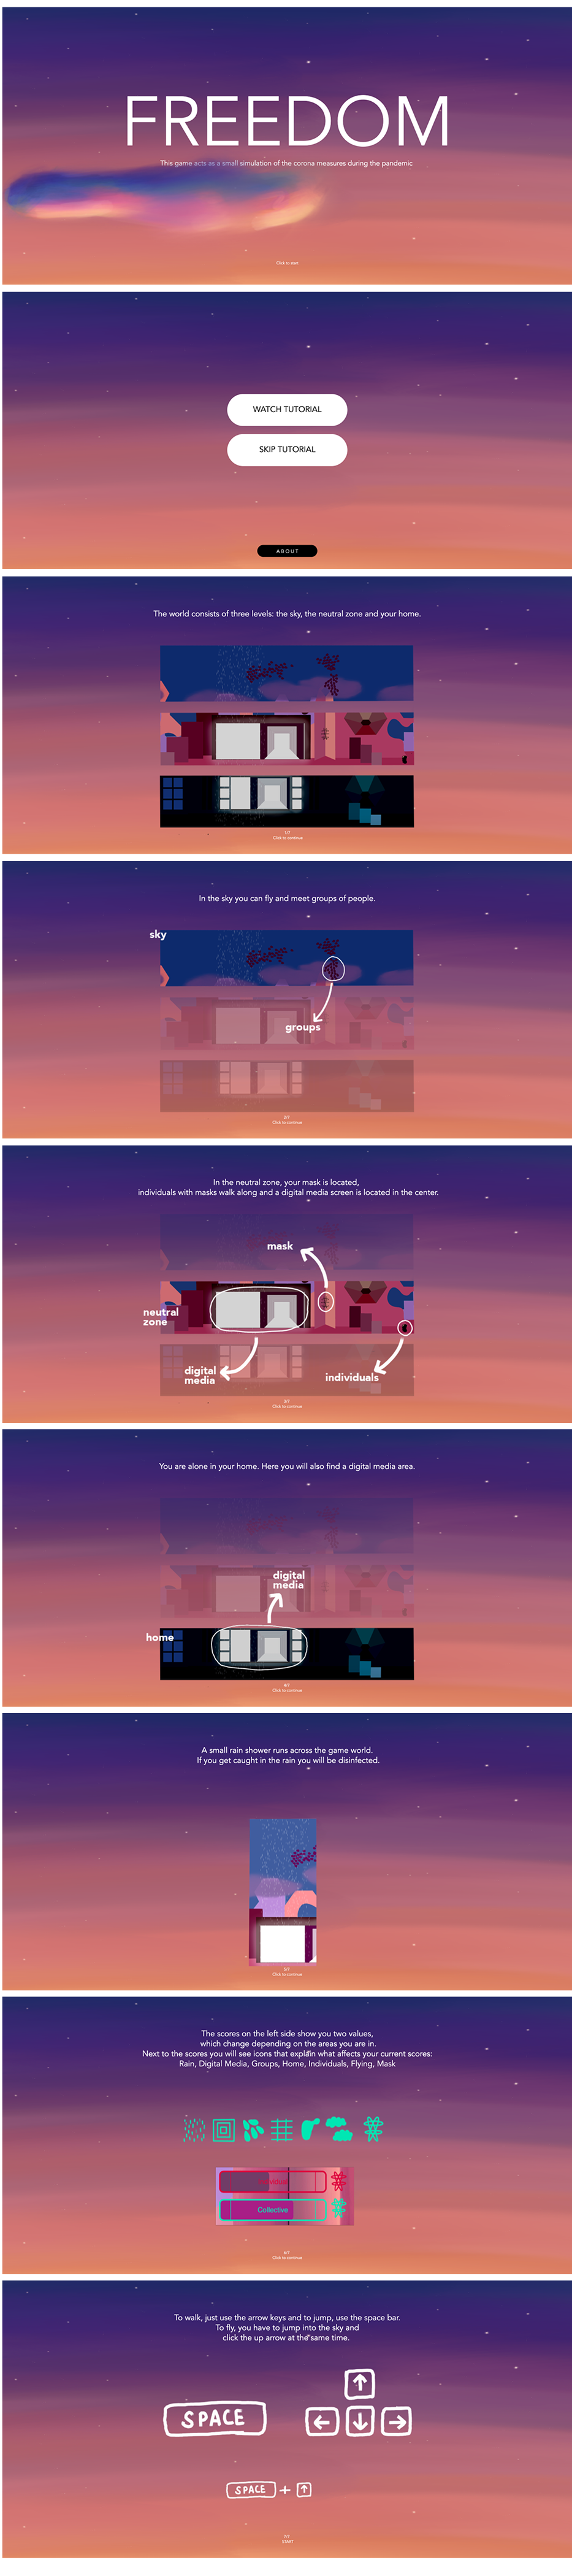 FREEDOM
This game acts as a small simulation of the corona measures during the pandemic
Click to start
WATCH TUTORIAL
SKIP TUTORIAL
ABOUT
The world consists of three levels: the sky, the neutral zone and your home.
1/7
Click to continue
In the sky you can fly and meet groups of people.
sky
groups
2/7
Click to continue
In the neutral zone, your mask is located,
individuals with masks walk along and a digital media screen is located in the center.
mask
neutral
zone
digital
media
individuals
3/7
Click to continue
You are alone in your home. Here you will also find a digital media area.
digital
media
home
4/7
Click to continue
A small rain shower runs across the game world.
If you get caught in the rain you will be disinfected.
5/7
Click to continue
The scores on the left side show you two values,
which change depending on the areas you are in.
Next to the scores you will see icons that explain what affects your current scores:
Rain, Digital Media, Groups, Home, Individuals, Flying, Mask
Collective
6/7
Click to continue
To walk, just use the arrow keys and to jump, use the space bar.
To fly, you have to jump into the sky and
click the up arrow at the same time.
SPACE
SPACE +
7/7
START